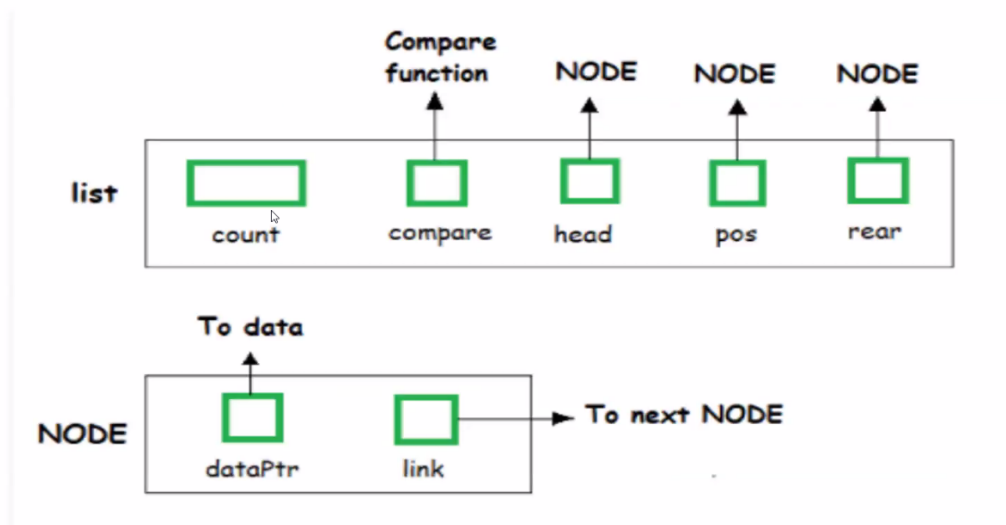 Compare
function
NODE
NODE
NODE
list
count
compare
head
pos
rear
To data
NODE
To next NODE
dataPtr
link